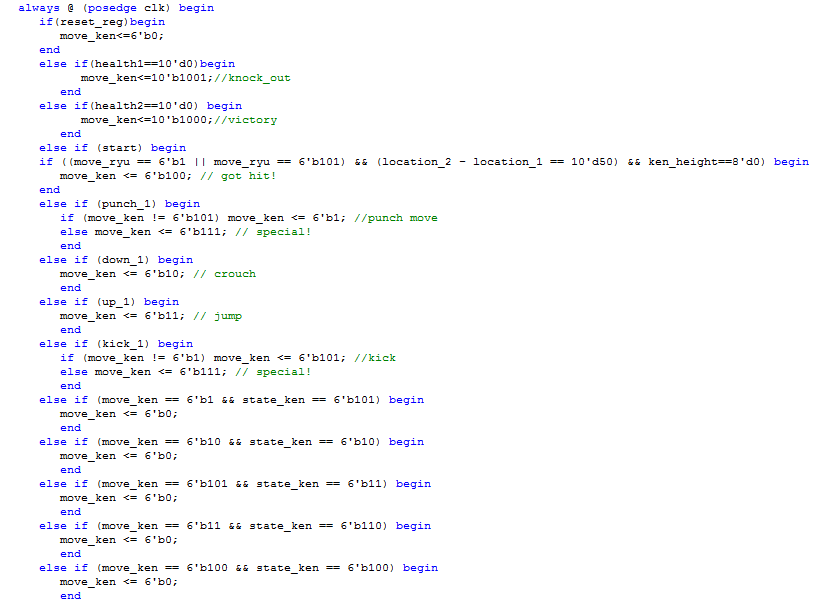 always @ (posedge clk) begin
if(reset_reg)begin
move_ken<=6'b0;
end
else if(health1==10'd0)begin
move_ken<=10'b1001;//knock_out
end
else if(health2==10'd0) begin
move_ken<=10'b1000;//victory
end
else if (start) begin
if ((move_ryu == 6'b1 || move_ryu == 6'b101) && (location_2 - location_1 == 10'd50) && ken_height==8'd0) begin
move_ken <= 6'b100; // got hit!
end
else if (punch_1) begin
if (move_ken != 6'b101) move_ken <= 6'b1; //punch move
else move_ken <= 6'b111; // special!
end
else if (down_1) begin
move_ken <= 6'b10; // crouch
end
else if (up_1) begin
move_ken <= 6'b11; // jump
end
else if (kick_1) begin
if (move_ken != 6'b1) move_ken <= 6'b101; //kick
else move_ken <= 6'b111; // special!
end
else if (move_ken == 6'b1 && state_ken == 6'b101) begin
move_ken <= 6'b0;
end
else if (move_ken == 6'b10 && state_ken == 6'b10) begin
move_ken <= 6'b0;
end
else if (move_ken == 6'b101 && state_ken == 6'b11) begin
move_ken <= 6'b0;
end
else if (move_ken == 6'b11 && state_ken == 6'b110) begin
move_ken <= 6'b0;
end
else if (move_ken == 6'b100 && state_ken == 6'b100) begin
move_ken <= 6'b0;
end